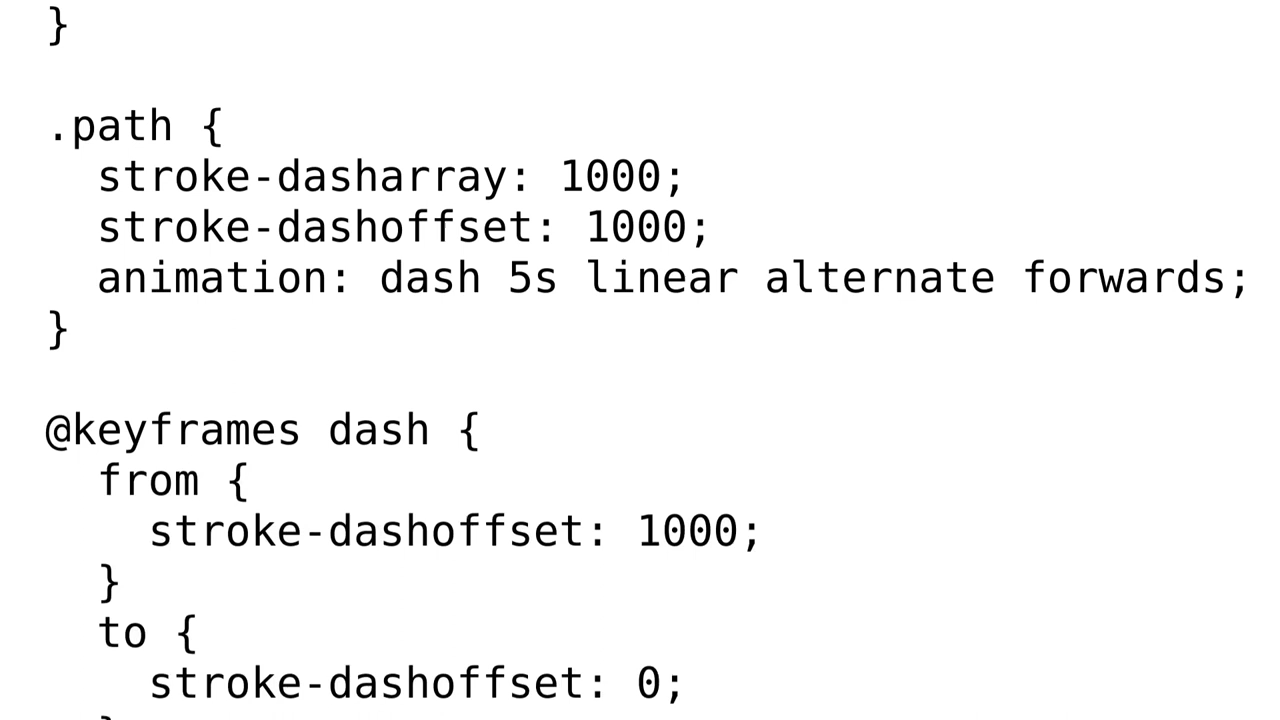 }

.path {
  stroke-dasharray: 1000;
  stroke-dashoffset: 1000;
  animation: dash 5s linear alternate forwards;
}

@keyframes dash {
  from {
    stroke-dashoffset: 1000;
  }
  to {
    stroke-dashoffset: 0;
  }